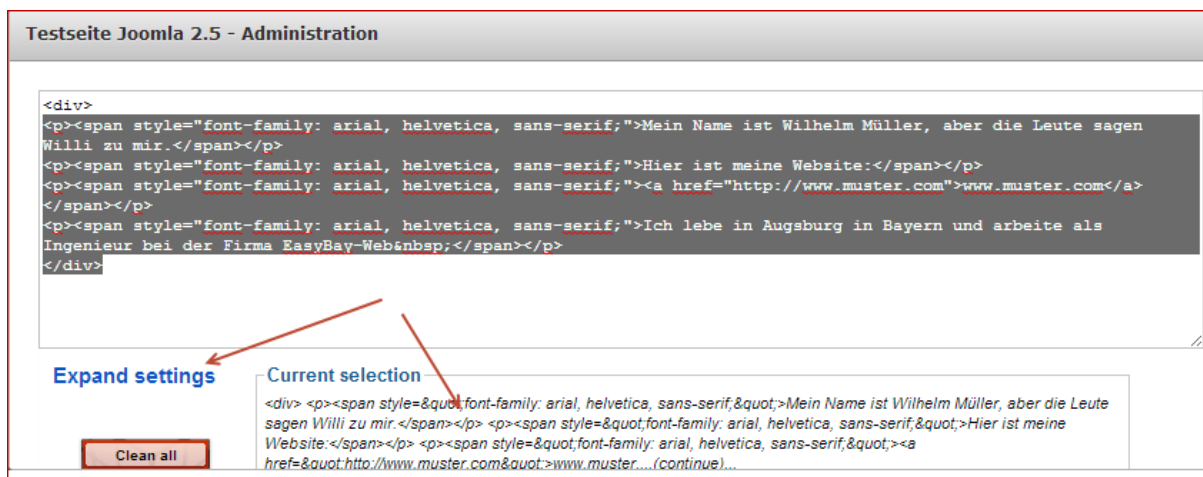 Testseite Joomla 2.5 - Administration
<div>
<p><span style="font-family: arial, helvetica, sans-serif;">Mein Name ist Wilhelm Müller, aber die Leute sagen
Willi zu mir.</span></p>
<p><span style="font-family: arial, helvetica, sans-serif;">Hier ist meine Website:</span></p>
<p><span style="font-family: arial, helvetica, sans-serif;"><a href="http://www.muster.com">www.muster.com</a>
</span></p>
<p><span style="font-family: arial, helvetica, sans-serif;">Ich lebe in Augsburg in Bayern und arbeite als
Ingenieur bei der Firma EasyBay-Web&nbsp;</span></p>
</div>
Expand settings
Current selection
<div> <p><span style=&quot;font-family: arial, helvetica, sans-serif;&quot;>Mein Name ist Wilhelm Müller, aber die Leute
sagen Willi zu mir.</span></p> <p><span style=&quot;font-family: arial, helvetica, sans-serif;&quot;>Hier ist meine
Website:</span></p> <p><span style=&quot;font-family: arial, helvetica, sans-serif;&quot;><a
href=&quot;http://www.muster.com&quot;>www.muster....(continue)...
Clean all